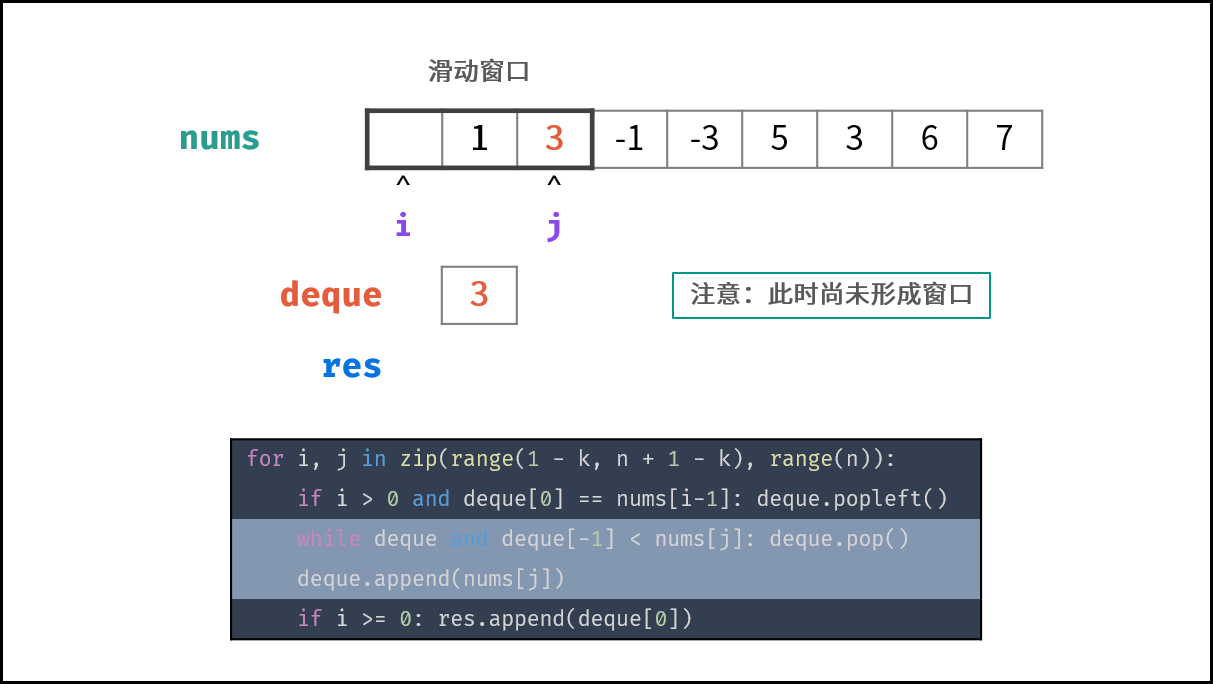 滑动窗口
nums 1 3 -1 -3 5 3 6 7
^ ^
i j
deque 3 注意：此时尚未形成窗口
res
for i, j in zip(range(1 - k, n + 1 - k), range(n)):
if i > 0 and deque[0] == nums[i-1]: deque.popleft()
while deque and deque[-1] < nums[j]: deque.pop()
deque.append(nums[j])
if i >= 0: res.append(deque[0])